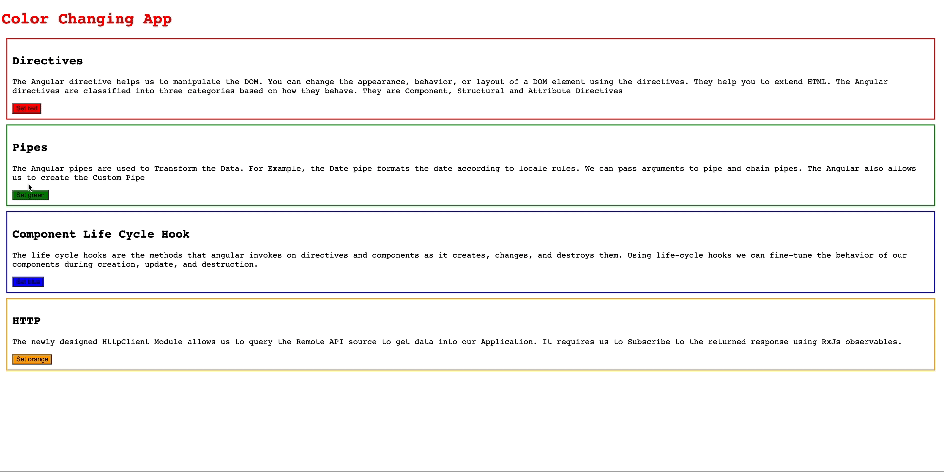 Color Changing App
Directives
The Angular directive helps us to manipulate the DOM. You can change the appearance, behavior, or layout of a DOM element using the directives. They help you to extend HTML. The Angular
directives are classified into three categories based on how they behave. They are Component, Structural and Attribute Directives
Pipes
The Angular pipes are used to Transform the Data. For Example, the Date pipe formats the date according to locale rules. We can pass arguments to pipe and chain pipes. The Angular also allows
us to create the Custom Pipe
Component Life Cycle Hook
The life cycle hooks are the methods that angular invokes on directives and components as it creates, changes, and destroys them. Using life-cycle hooks we can fine-tune the behavior of our
components during creation, update, and destruction.
HTTP
The newly designed HttpClient Module allows us to query the Remote API source to get data into our Application. It requires us to Subscribe to the returned response using RxJs observables.
Set orange